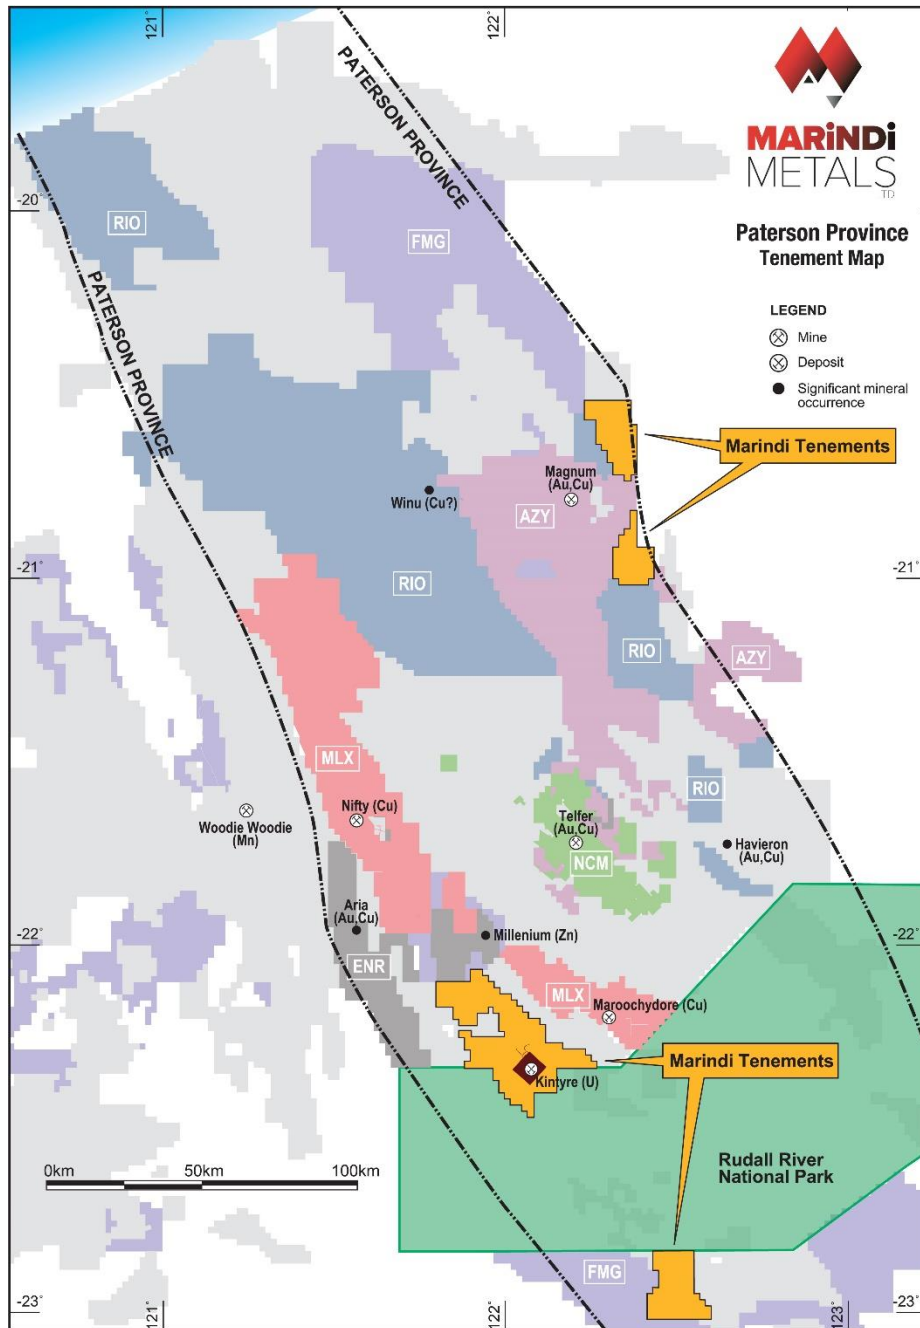 121°
122°
MARiNDi
METALS
TD
Paterson Province
Tenement Map
LEGEND
Mine
Deposit
Significant mineral
occurrence
PATERSON PROVINCE
PATERSON PROVINCE
-20°
-20°
RIO
FMG
Marindi Tenements
Magnum
(Au,Cu)
Winu (Cu?)
AZY
-21°
-21°
RIO
RIO
AZY
MLX
Nifty (Cu)
Woodie Woodie
(Mn)
RIO
Telfer
(Au,Cu)
NCM
Havieron
(Au,Cu)
Aria
(Au,Cu)
Millenium (Zn)
-22°
-22°
ENR
MLX
Maroochydore (Cu)
Marindi Tenements
Kintyre (U)
0km
50km
100km
Rudall River
National Park
FMG
-23°
-23°
121°
122°
123°